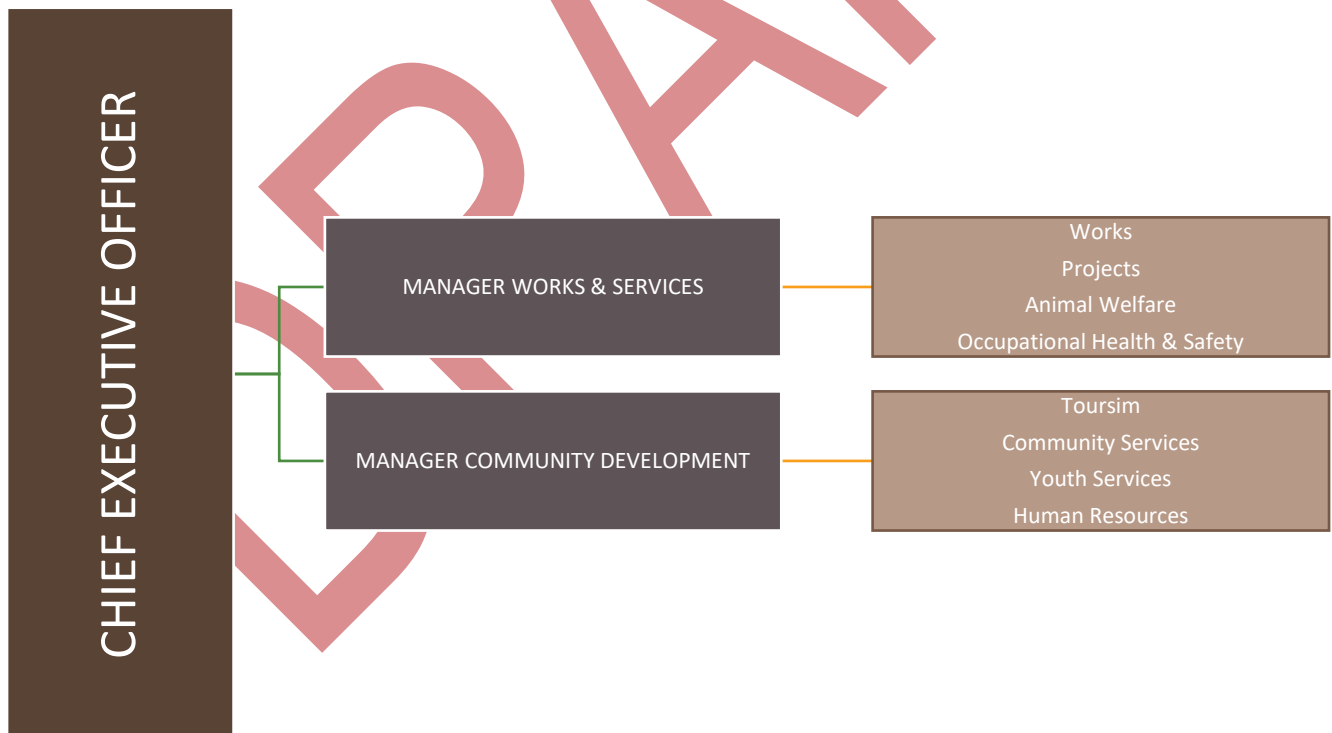 CHIEF EXECUTIVE OFFICER
MANAGER WORKS & SERVICES
Works
Projects
Animal Welfare
Occupational Health & Safety
MANAGER COMMUNITY DEVELOPMENT
Toursim
Community Services
Youth Services
Human Resources